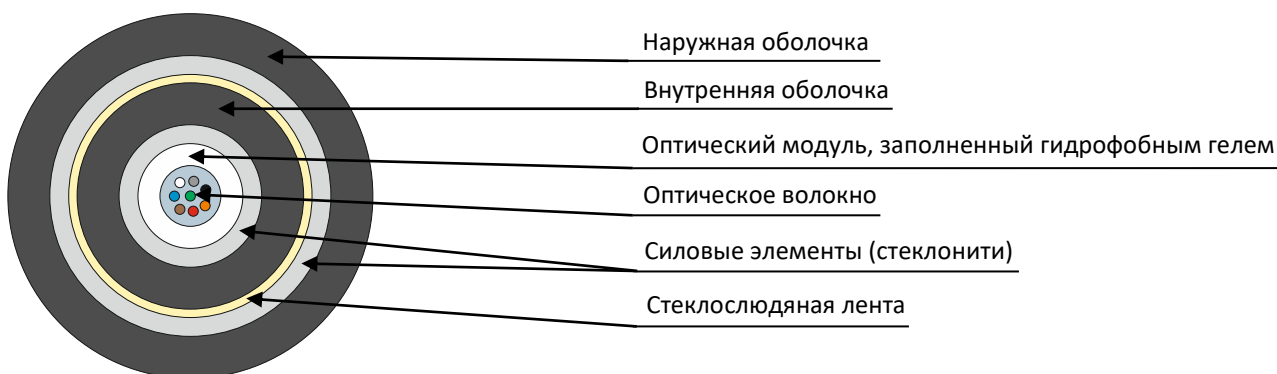 Наружная оболочка
Внутренняя оболочка
Оптический модуль, заполненный гидрофобным гелем
Оптическое волокно
Силовые элементы (стеклонити)
Стеклослюдяная лента